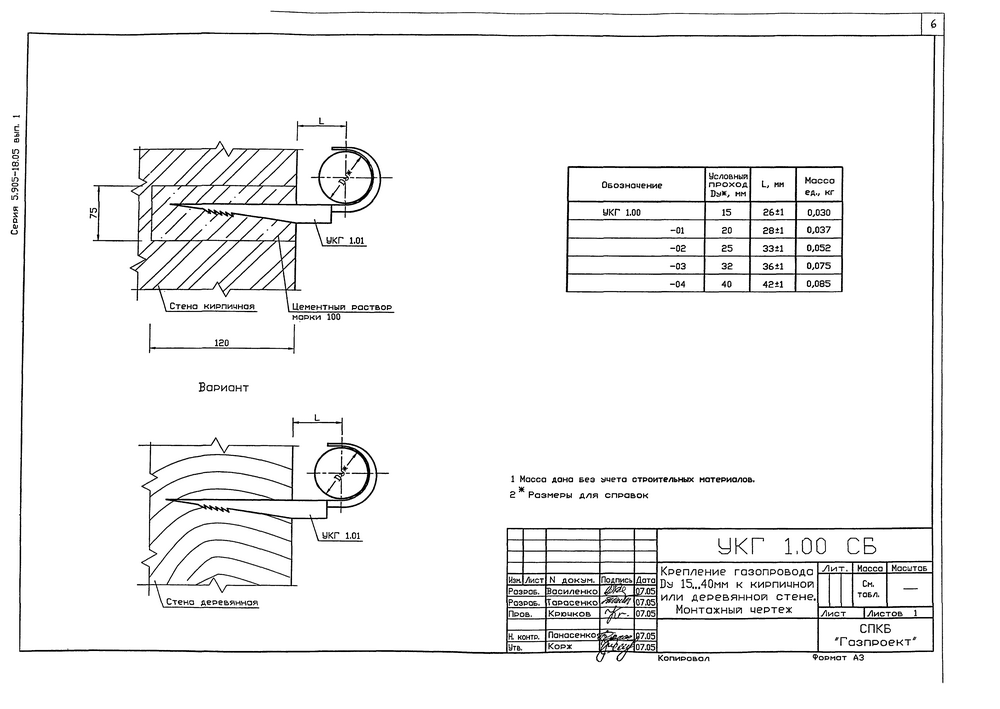 6
Серия 5.905-18.05 вып. 1
L
Dу*
75
УКГ 1.01
Стена кирпичная
Цементный раствор
марки 100
120
Вариант
L
Dу*
УКГ 1.01
Стена деревянная
Обозначение Условный проход Dу*, мм L, мм Масса ед., кг
УКГ 1.00 15 26±1 0,030
-01 20 28±1 0,037
-02 25 33±1 0,052
-03 32 36±1 0,075
-04 40 42±1 0,085
1 Масса дана без учета строительных материалов.
2 * Размеры для справок
УКГ 1.00 СБ
Изм. Лист N докум. Подпись Дата
Разраб. Василенко 07.05
Разраб. Тарасенко 07.05
Пров. Крючков 07.05
Н. контр. Панасенко 07.05
Утв. Корж 07.05
Крепление газопровода
Dу 15...40мм к кирпичной
или деревянной стене.
Монтажный чертеж
Лит. Масса Масштаб
См. табл. —
Лист Листов 1
СПКБ
"Газпроект"
Копировал Формат А3